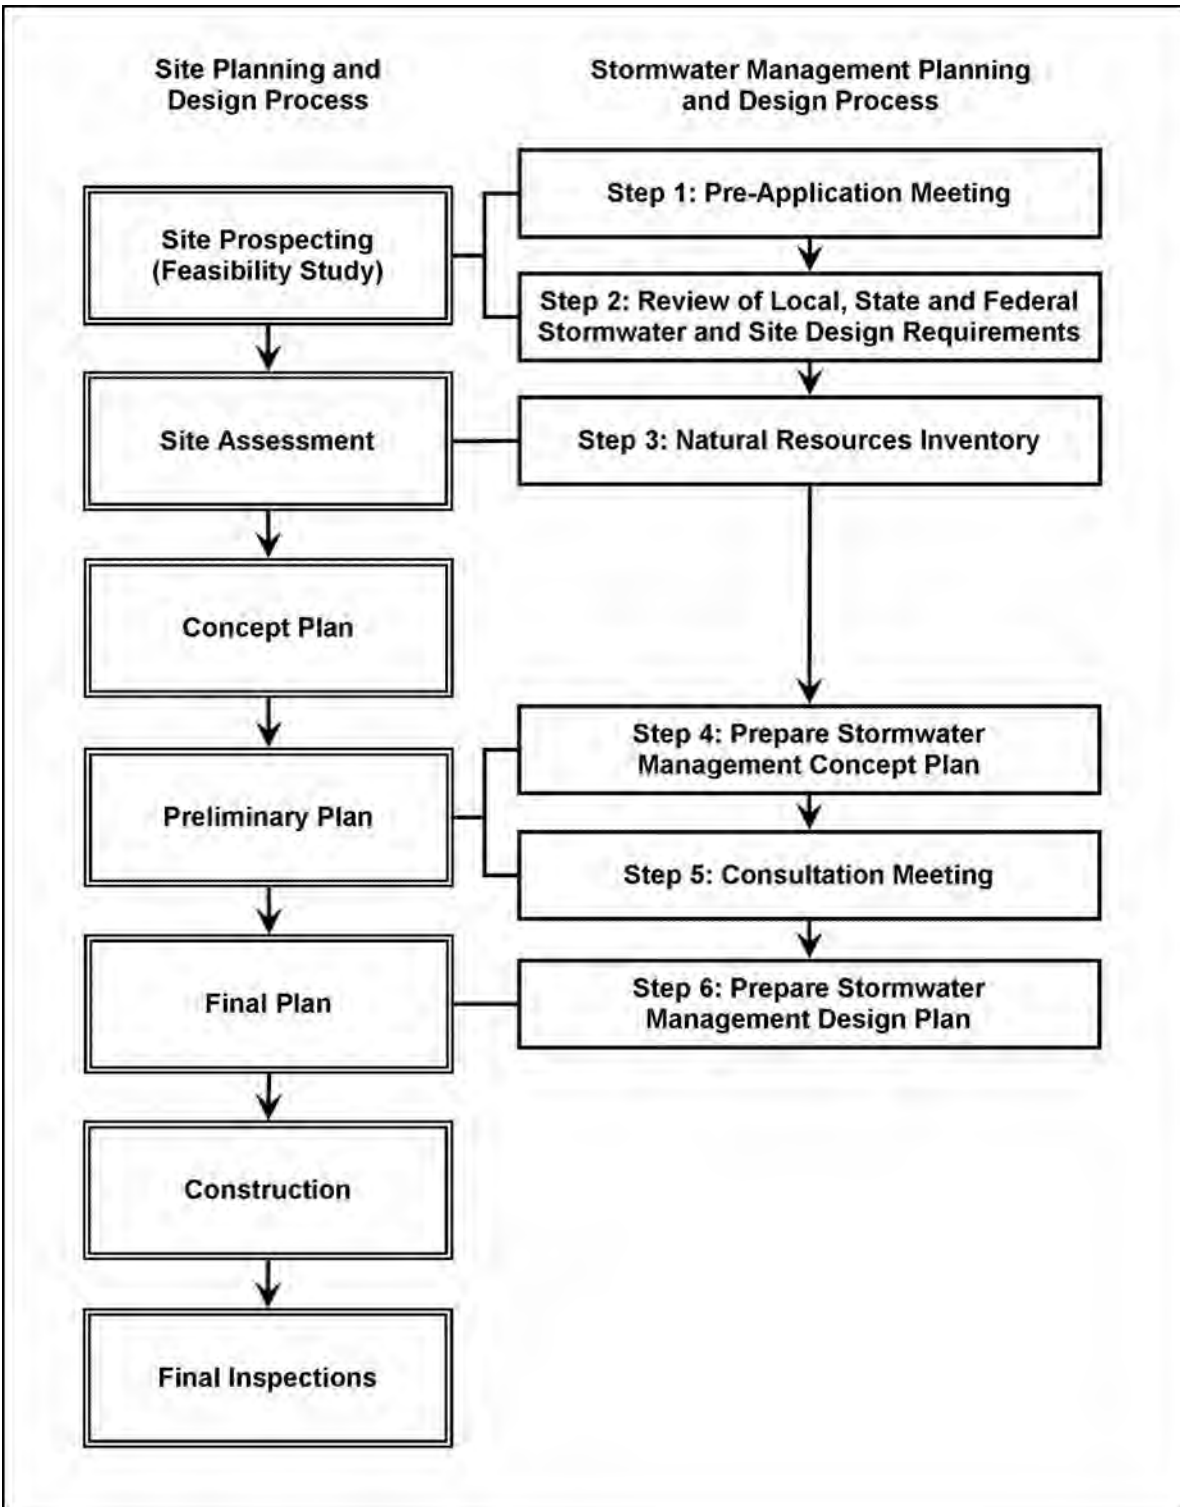 Site Planning and
Design Process
Stormwater Management Planning
and Design Process
Step 1: Pre-Application Meeting
Site Prospecting
(Feasibility Study)
Step 2: Review of Local, State and Federal
Stormwater and Site Design Requirements
Site Assessment
Step 3: Natural Resources Inventory
Concept Plan
Step 4: Prepare Stormwater
Management Concept Plan
Preliminary Plan
Step 5: Consultation Meeting
Final Plan
Step 6: Prepare Stormwater
Management Design Plan
Construction
Final Inspections